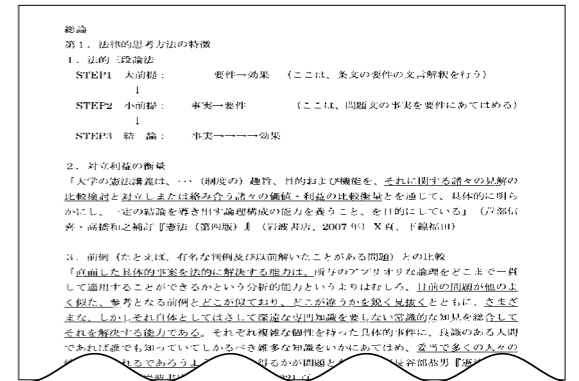 総論
第1．法律的思考方法の特徴
1．法的三段論法
STEP1 大前提： 要件→効果 （ここは、条文の要件の文言解釈を行う）
↓
STEP2 小前提： 事実→要件 （ここは、問題文の事実を要件にあてはめる）
↓
STEP3 結 論： 事実→→→→効果
2．対立利益の衡量
「大学の憲法講義は、・・・（制度の）趣旨、目的および機能を、それに関する諸々の見解の
比較検討と対立しまたは絡み合う諸々の価値・利益の比較衡量とを通じて、具体的に明ら
かにし、一定の結論を導き出す論理構成の能力を養うこと、を目的にしている」（芦部信
喜・高橋和之補訂『憲法（第四版）』（岩波書店、2007年）X頁、下線福田）
3．前例（たとえば、有名な判例及び以前解いたことがある問題）との比較
「直面した具体的事案を法的に解決する能力は、所与のアプリオリな論理をどこまで一貫
して適用することができるかという分析的能力というよりはむしろ、目前の問題が他のよ
く似た、参考となる前例とどこが似ており、どこが違うかを鋭く見抜くとともに、さまざ
まな、しかしそれ自体としてはさして深遠な専門知識を要しない常識的な知見を総合して
それを解決する能力である。それぞれ複雑な個性を持った具体的事件に、良識のある人間
であれば誰でも知っていてしかるべき雑多な知識をいかにあてはめ、妥当で多くの人々の
れるであろうよ 得るかが問題と 長谷部恭男『憲